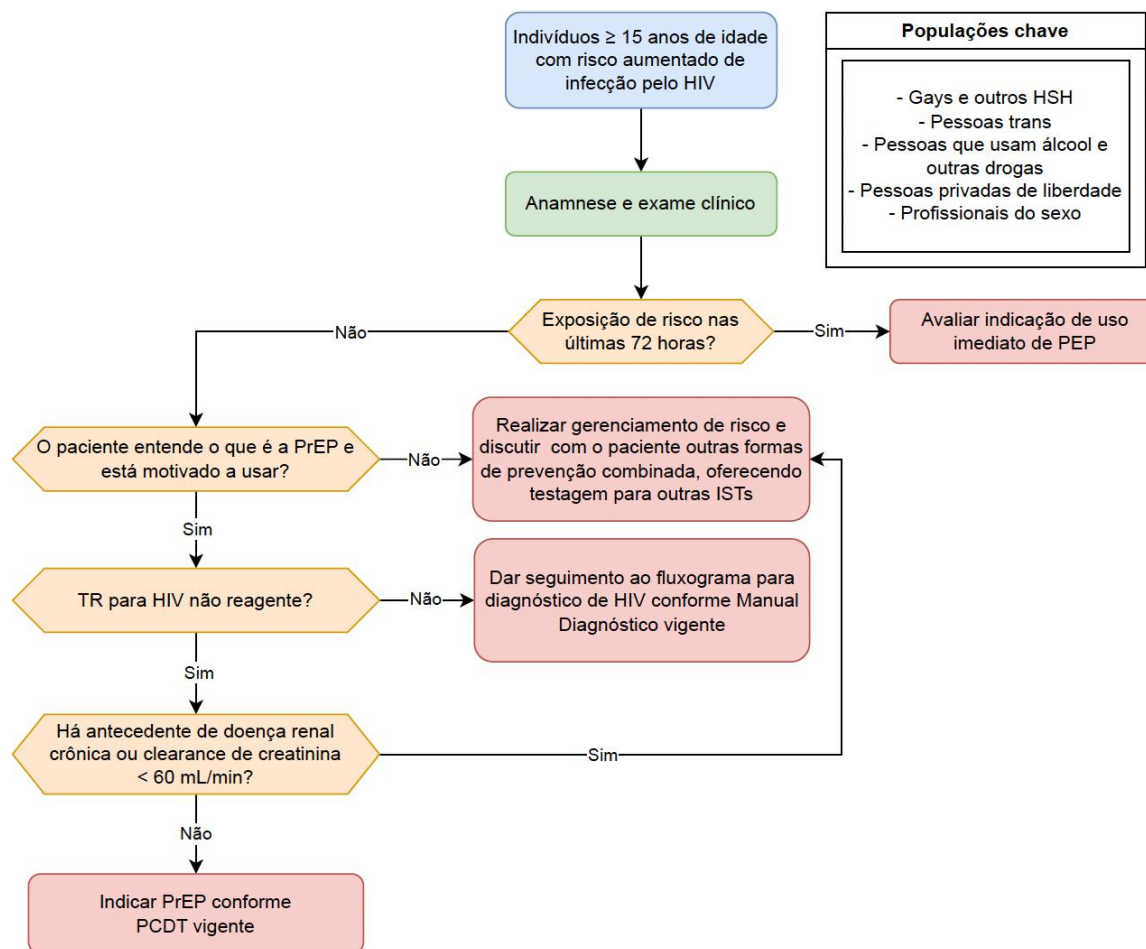 Indivíduos ≥ 15 anos de idade
com risco aumentado de
infecção pelo HIV
Populações chave
- Gays e outros HSH
- Pessoas trans
- Pessoas que usam álcool e
outras drogas
- Pessoas privadas de liberdade
- Profissionais do sexo
Anamnese e exame clínico
Exposição de risco nas
últimas 72 horas?
Não
Sim
Avaliar indicação de uso
imediato de PEP
O paciente entende o que é a PrEP e
está motivado a usar?
Não
Realizar gerenciamento de risco e
discutir com o paciente outras formas
de prevenção combinada, oferecendo
testagem para outras ISTs
Sim
TR para HIV não reagente?
Não
Dar seguimento ao fluxograma para
diagnóstico de HIV conforme Manual
Diagnóstico vigente
Sim
Há antecedente de doença renal
crônica ou clearance de creatinina
< 60 mL/min?
Sim
Não
Indicar PrEP conforme
PCDT vigente